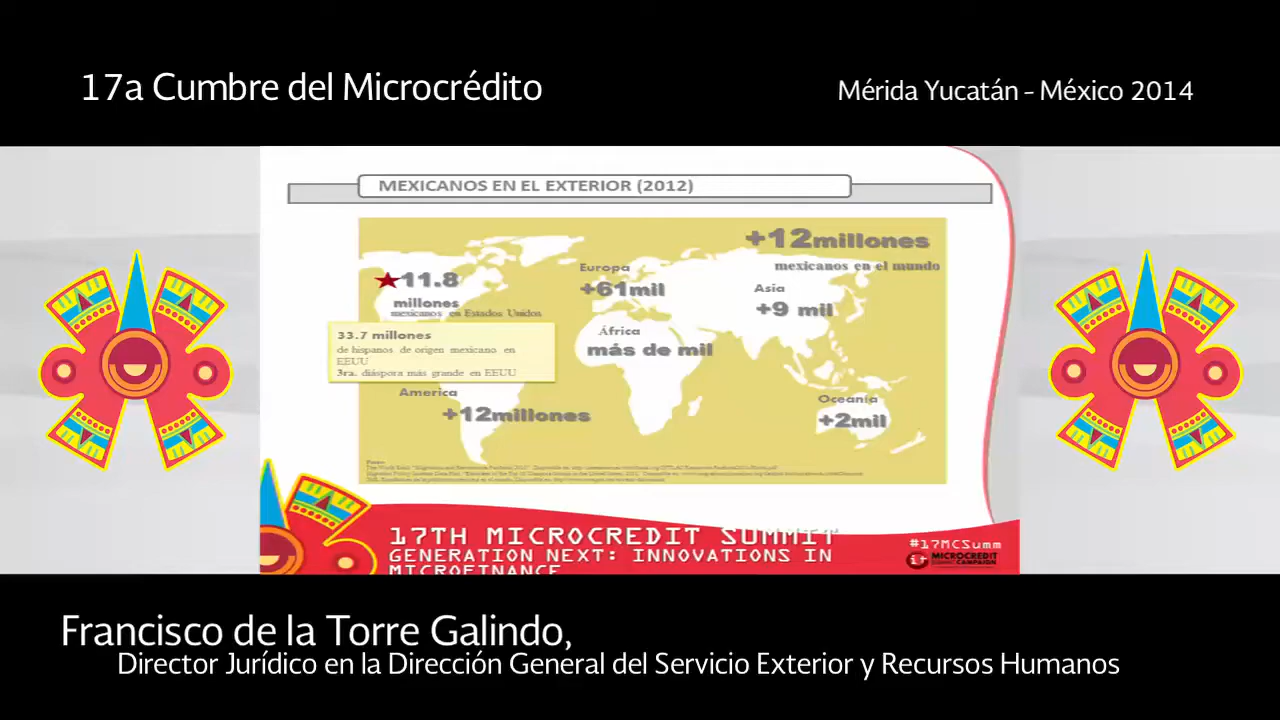 17a Cumbre del Microcrédito
Mérida Yucatán - México 2014
MEXICANOS EN EL EXTERIOR (2012)
+12millones
mexicanos en el mundo
11.8
millones
mexicanos en Estados Unidos
Europa
+61mil
Asia
+9 mil
33.7 millones
de hispanos de origen mexicano en
EEUU
3ra. diáspora más grande en EEUU
África
más de mil
America
+12millones
Oceanía
+2mil
17TH MICROCREDIT SUMMIT
GENERATION NEXT: INNOVATIONS IN
MICROFINANCE
#17MCSumm
MICROCREDIT
SUMMIT CAMPAIGN
Francisco de la Torre Galindo,
Director Jurídico en la Dirección General del Servicio Exterior y Recursos Humanos